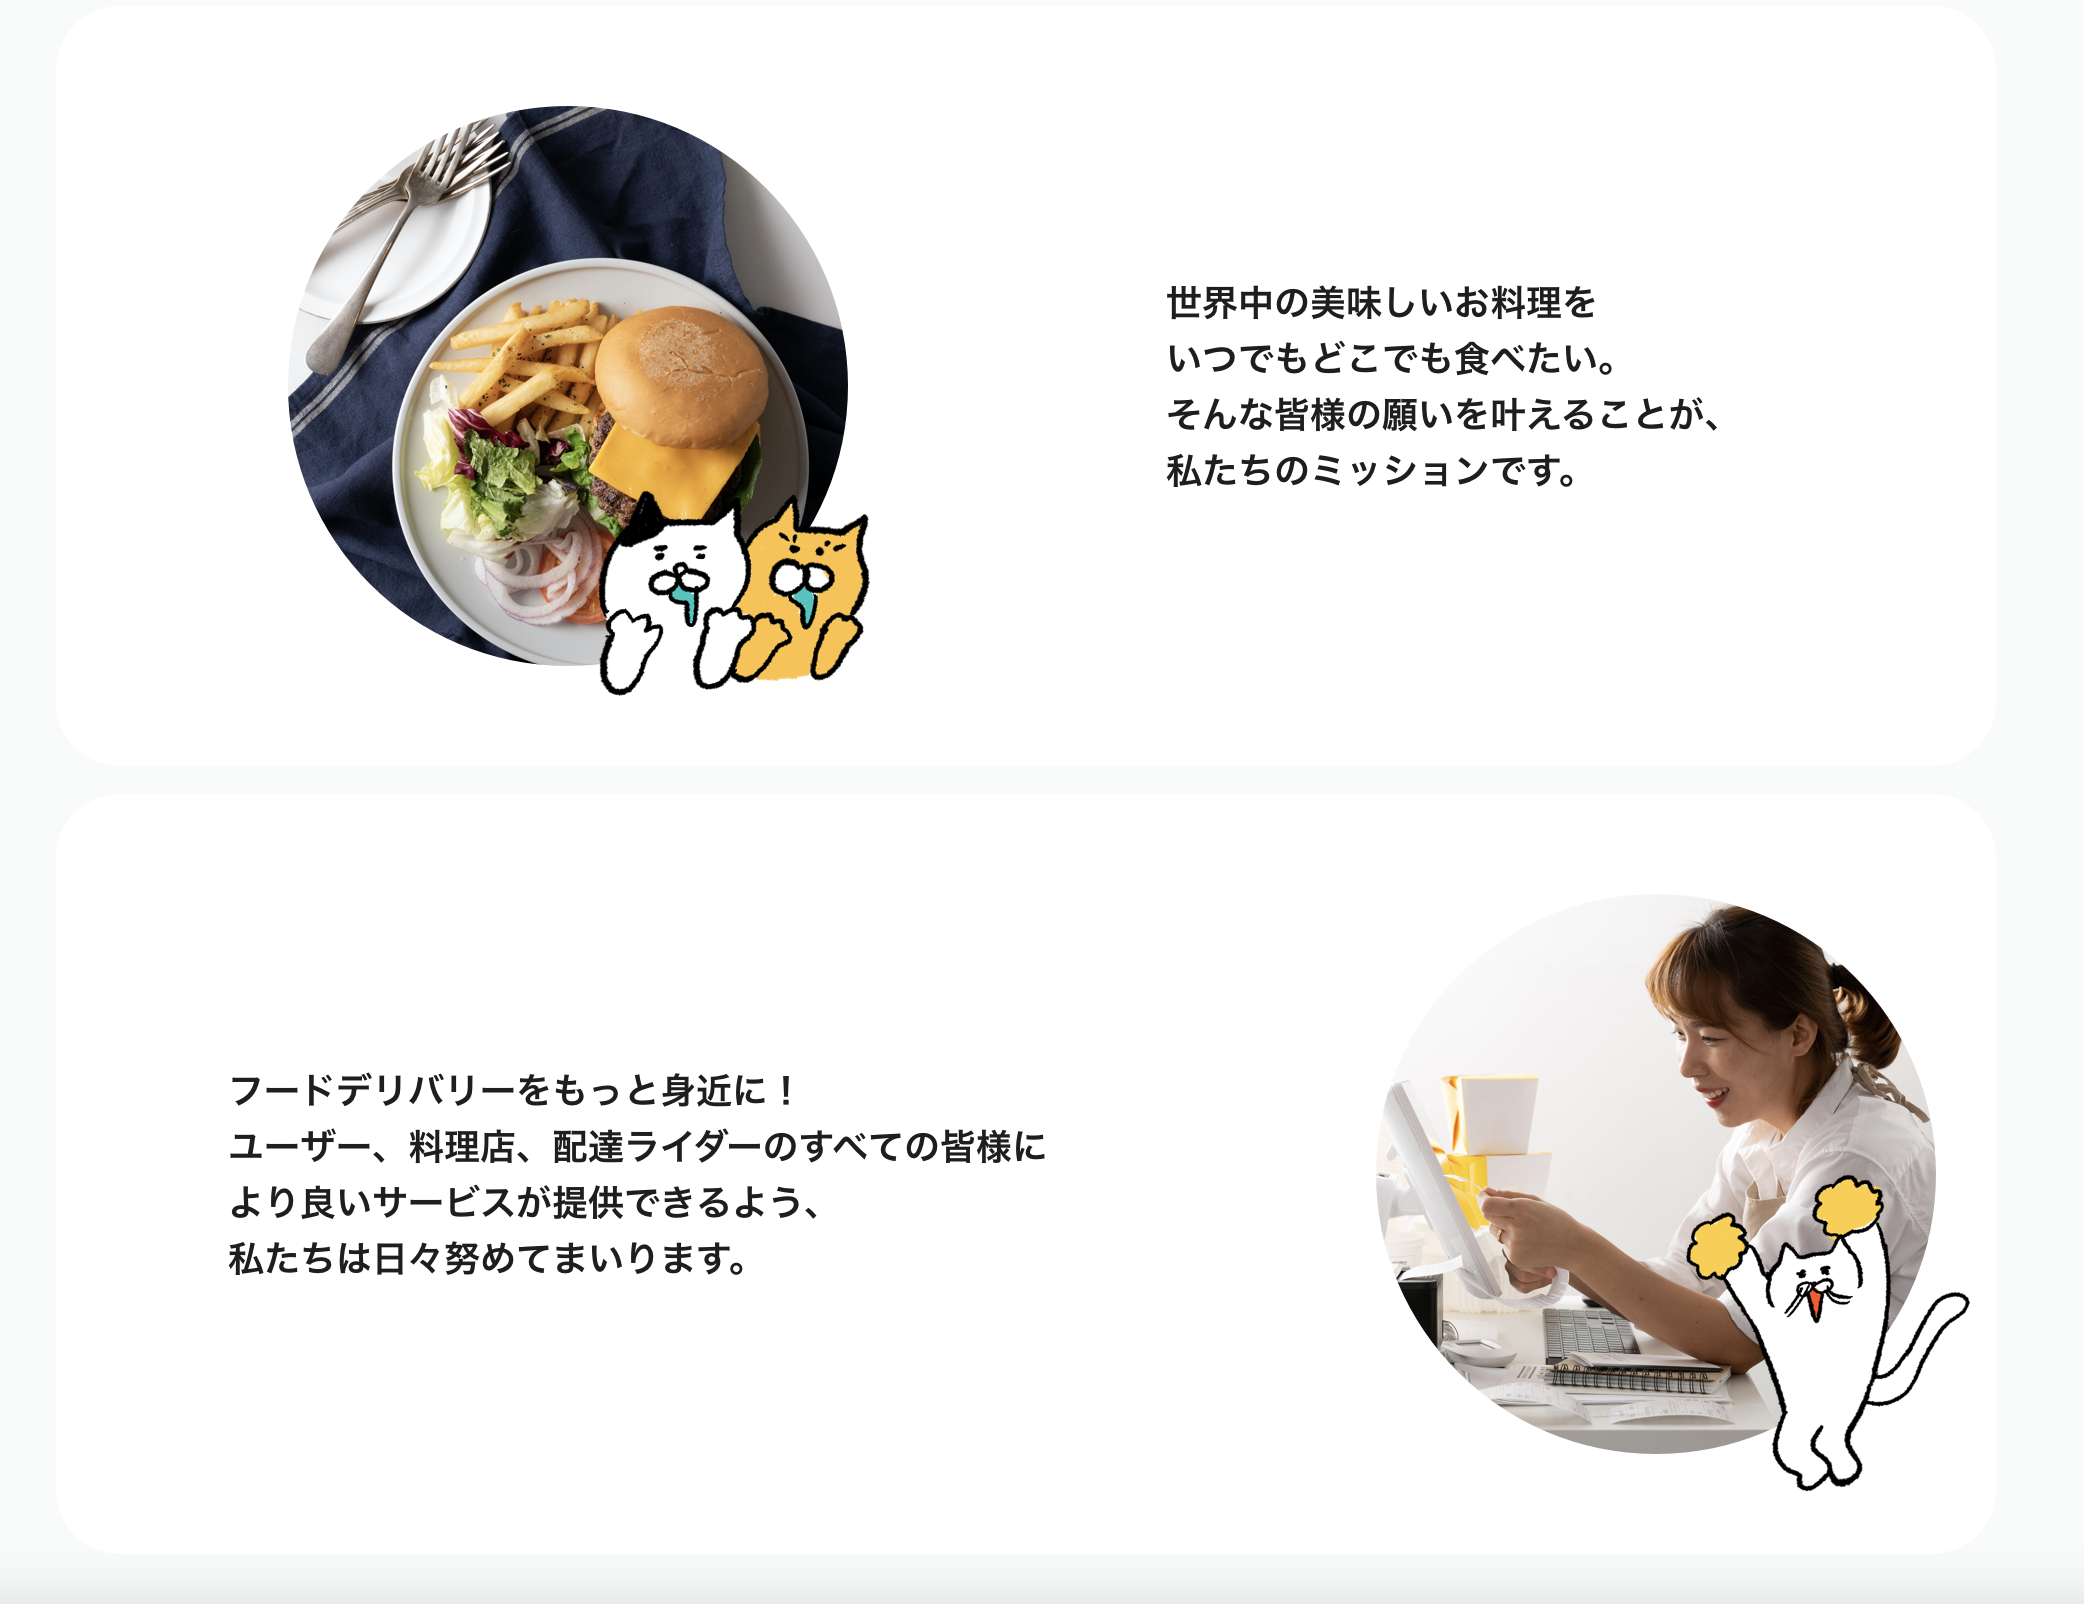 世界中の美味しいお料理を
いつでもどこでも食べたい。
そんな皆様の願いを叶えることが、
私たちのミッションです。
フードデリバリーをもっと身近に！
ユーザー、料理店、配達ライダーのすべての皆様に
より良いサービスが提供できるよう、
私たちは日々努めてまいります。